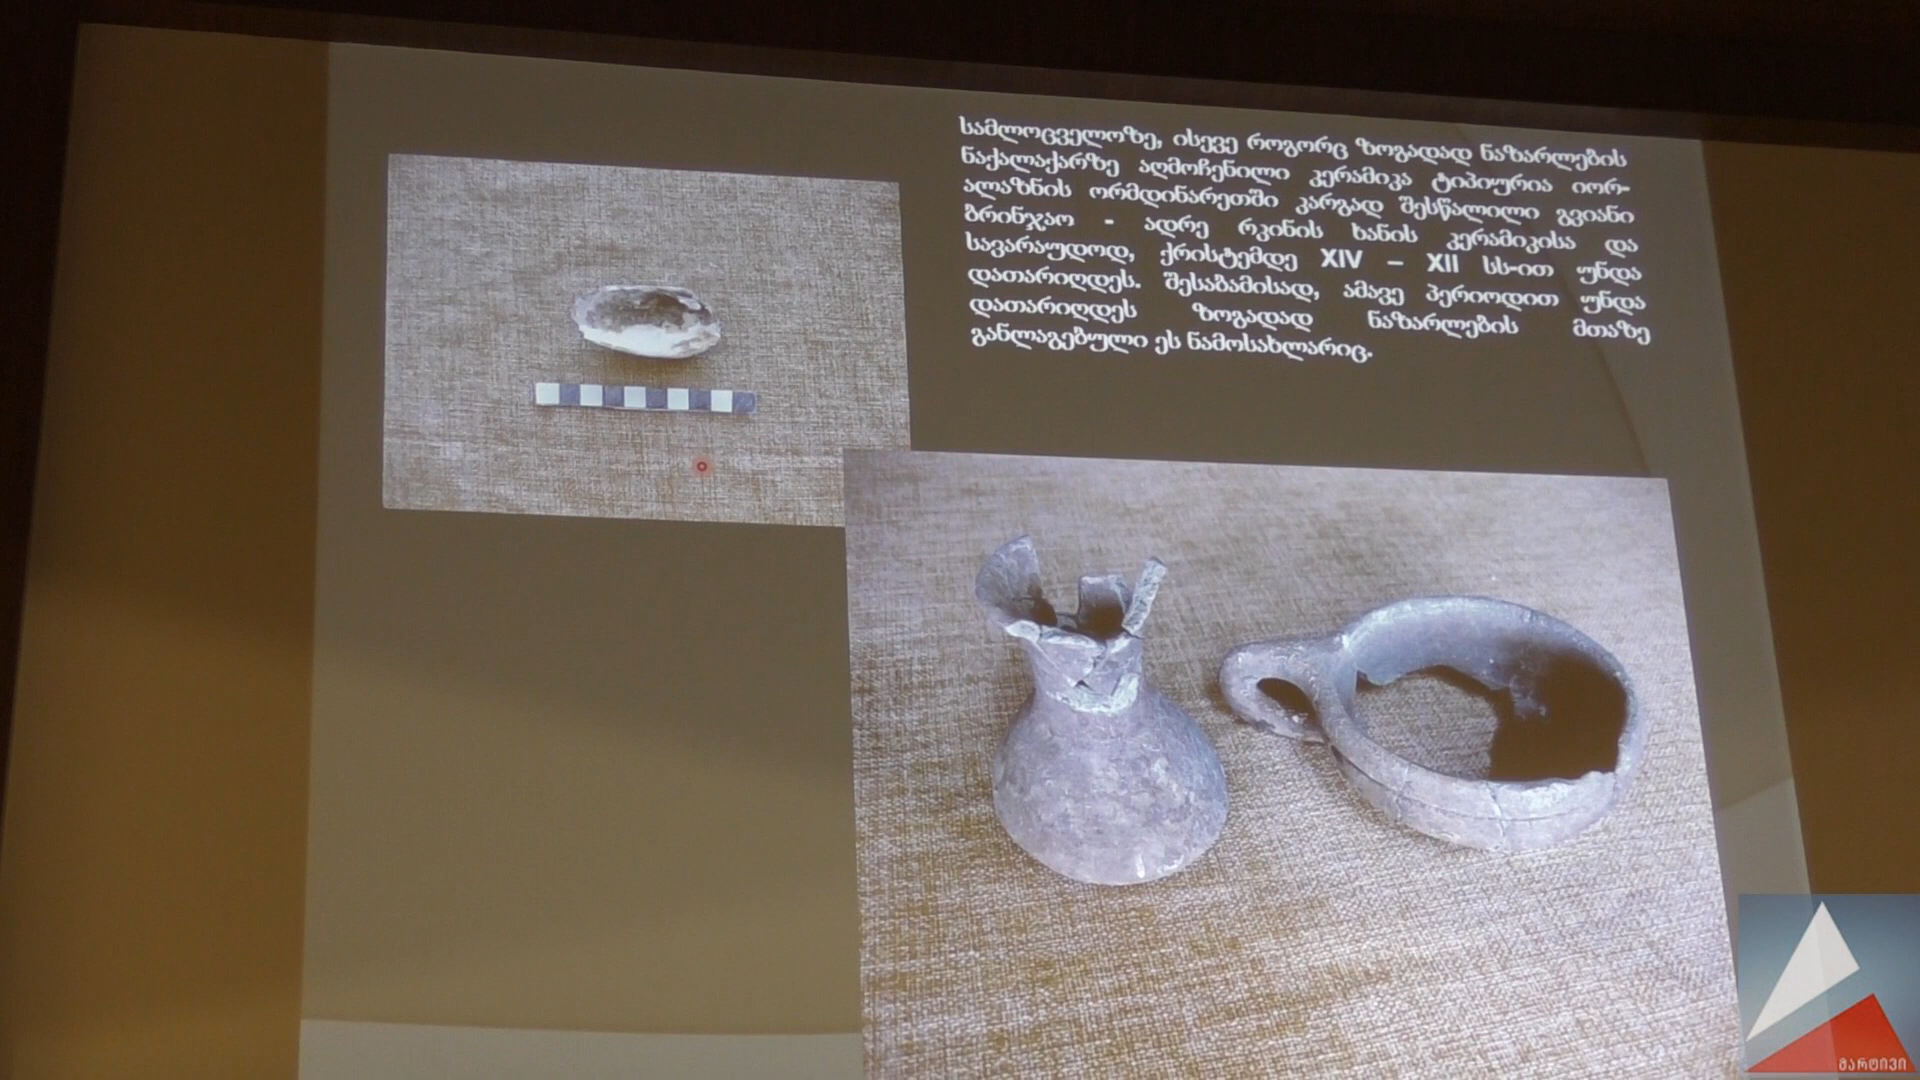 სამლოცველოზე, ისევე როგორც ზოგადად ნაზარლების
ნაქალაქარზე აღმოჩენილი კერამიკა ტიპიურია იორ-
ალაზნის ორმდინარეთში კარგად შესწალილი გვიანი
ბრინჯაო - ადრე რკინის ხანის კერამიკისა და
სავარაუდოდ, ქრისტემდე XIV – XII სს-ით უნდა
დათარიღდეს. შესაბამისად, ამავე პერიოდით უნდა
დათარიღდეს ზოგადად ნაზარლების მთაზე
განლაგებული ეს ნამოსახლარიც.
მარტივი